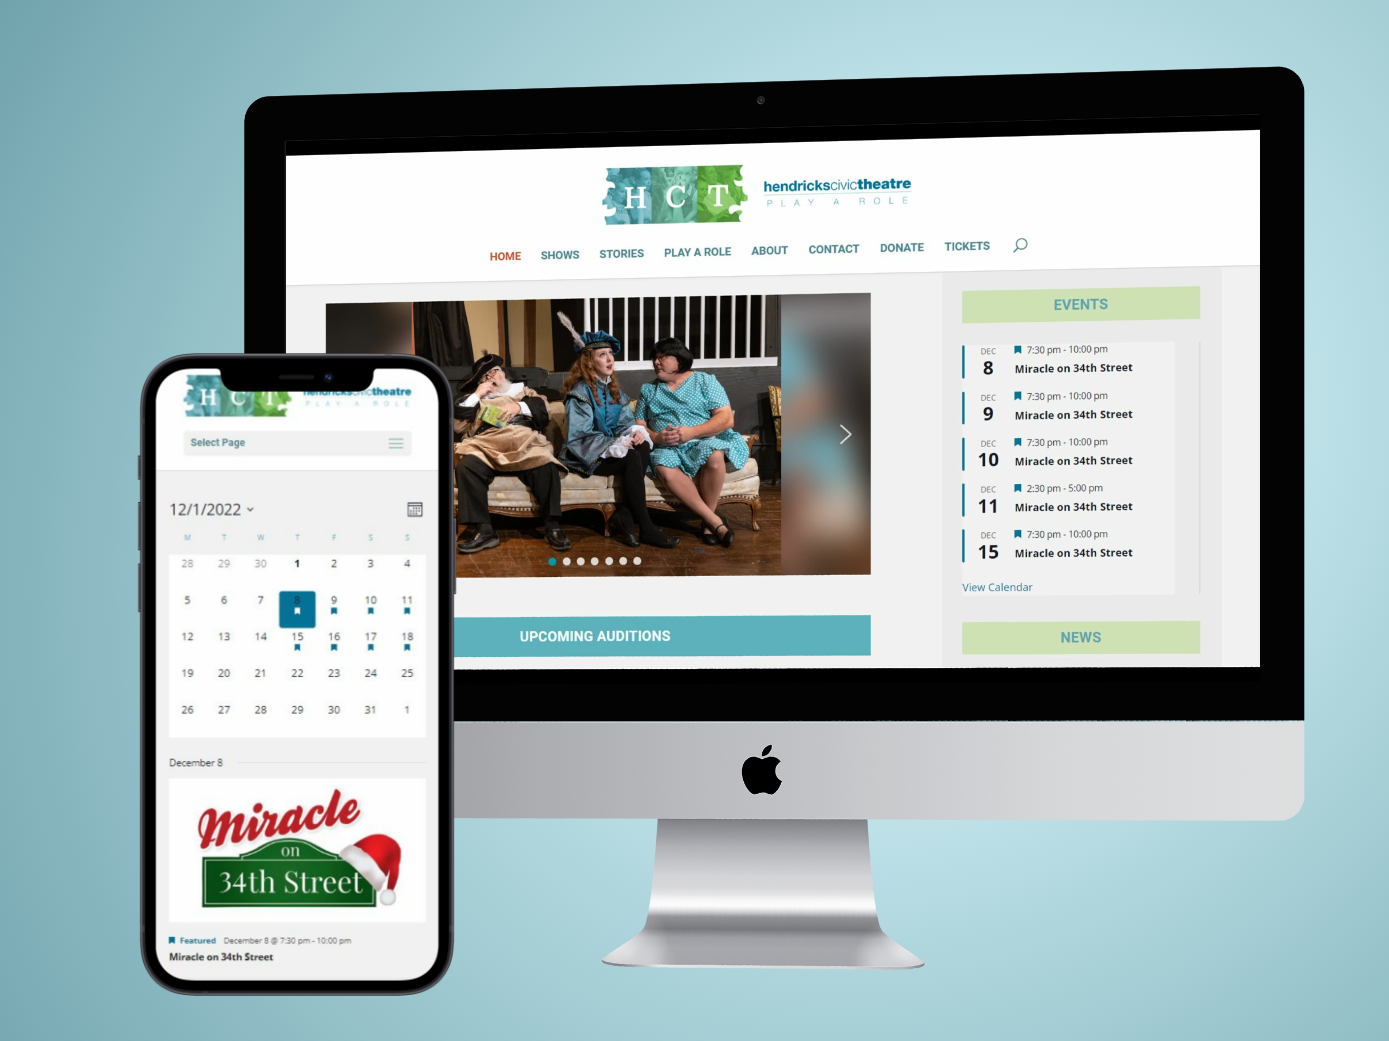 HCT
hendrickscivictheatre
PLAY A ROLE
HOME SHOWS STORIES PLAY A ROLE ABOUT CONTACT DONATE TICKETS
EVENTS
DEC 7:30 pm - 10:00 pm
8 Miracle on 34th Street
DEC 7:30 pm - 10:00 pm
9 Miracle on 34th Street
DEC 7:30 pm - 10:00 pm
10 Miracle on 34th Street
DEC 2:30 pm - 5:00 pm
11 Miracle on 34th Street
DEC 7:30 pm - 10:00 pm
15 Miracle on 34th Street
View Calendar
UPCOMING AUDITIONS
NEWS
HCT
hendrickscivictheatre
PLAY A ROLE
Select Page
12/1/2022
M T W T F S S
28 29 30 1 2 3 4
5 6 7 8 9 10 11
12 13 14 15 16 17 18
19 20 21 22 23 24 25
26 27 28 29 30 31 1
December 8
Miracle
on
34th Street
Featured December 8 @ 7:30 pm - 10:00 pm
Miracle on 34th Street